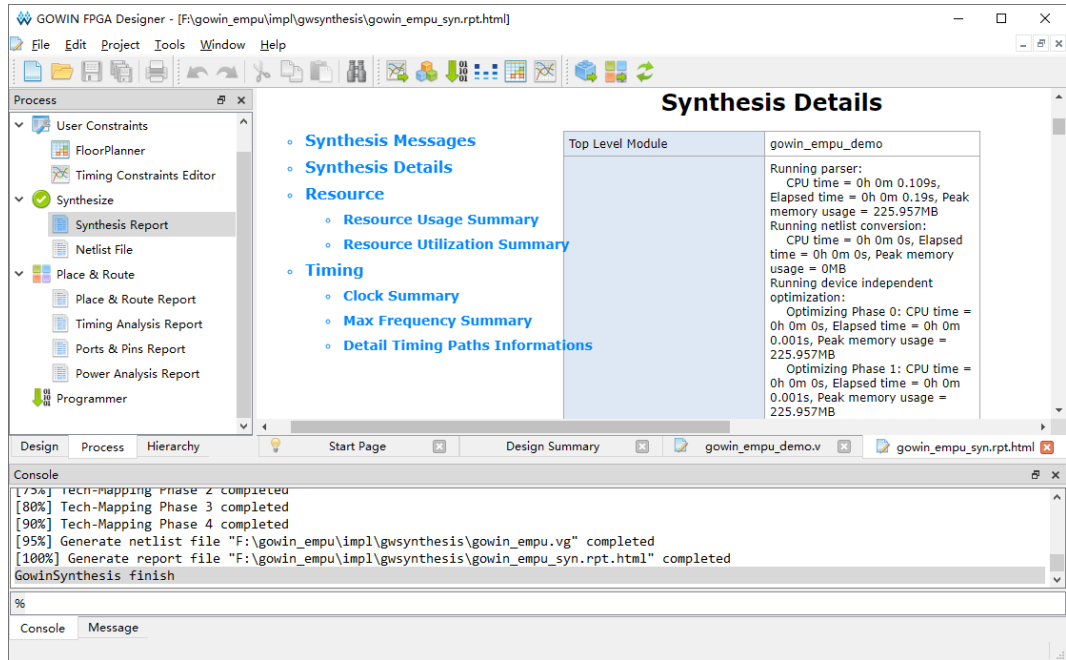 GOWIN FPGA Designer - [F:\gowin_empu\impl\gwsynthesis\gowin_empu_syn.rpt.html]
File Edit Project Tools Window Help
Process
User Constraints
FloorPlanner
Timing Constraints Editor
Synthesize
Synthesis Report
Netlist File
Place & Route
Place & Route Report
Timing Analysis Report
Ports & Pins Report
Power Analysis Report
Programmer
Design Process Hierarchy
Synthesis Messages
Synthesis Details
Resource
Resource Usage Summary
Resource Utilization Summary
Timing
Clock Summary
Max Frequency Summary
Detail Timing Paths Informations
Synthesis Details
Top Level Module gowin_empu_demo
Running parser:
CPU time = 0h 0m 0.109s,
Elapsed time = 0h 0m 0.19s, Peak
memory usage = 225.957MB
Running netlist conversion:
CPU time = 0h 0m 0s, Elapsed
time = 0h 0m 0s, Peak memory
usage = 0MB
Running device independent
optimization:
Optimizing Phase 0: CPU time =
0h 0m 0s, Elapsed time = 0h 0m
0.001s, Peak memory usage =
225.957MB
Optimizing Phase 1: CPU time =
0h 0m 0s, Elapsed time = 0h 0m
0.001s, Peak memory usage =
225.957MB
Start Page Design Summary gowin_empu_demo.v gowin_empu_syn.rpt.html
Console
[75%] Tech-Mapping Phase 2 completed
[80%] Tech-Mapping Phase 3 completed
[90%] Tech-Mapping Phase 4 completed
[95%] Generate netlist file "F:\gowin_empu\impl\gwsynthesis\gowin_empu.vg" completed
[100%] Generate report file "F:\gowin_empu\impl\gwsynthesis\gowin_empu_syn.rpt.html" completed
GowinSynthesis finish
%
Console Message